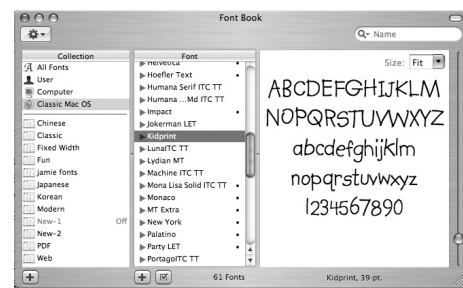 Font Book
Name
Collection
All Fonts
User
Computer
Classic Mac OS
Chinese
Classic
Fixed Width
Fun
jamie fonts
Japanese
Korean
Modern
New-1 Off
New-2
PDF
Web
Font
Helvetica
Hoefler Text
Humana Serif ITC TT
Humana ...Md ITC TT
Impact
Jokerman LET
Kidprint
LunaITC TT
Lydian MT
Machine ITC TT
Mona Lisa Solid ITC TT
Monaco
MT Extra
New York
Palatino
Party LET
PortagoITC TT
Size: Fit
ABCDEFGHIJKLM
NOPQRSTUVWXYZ
abcdefghijklm
nopqrstuvwxyz
1234567890
61 Fonts
Kidprint, 39 pt.